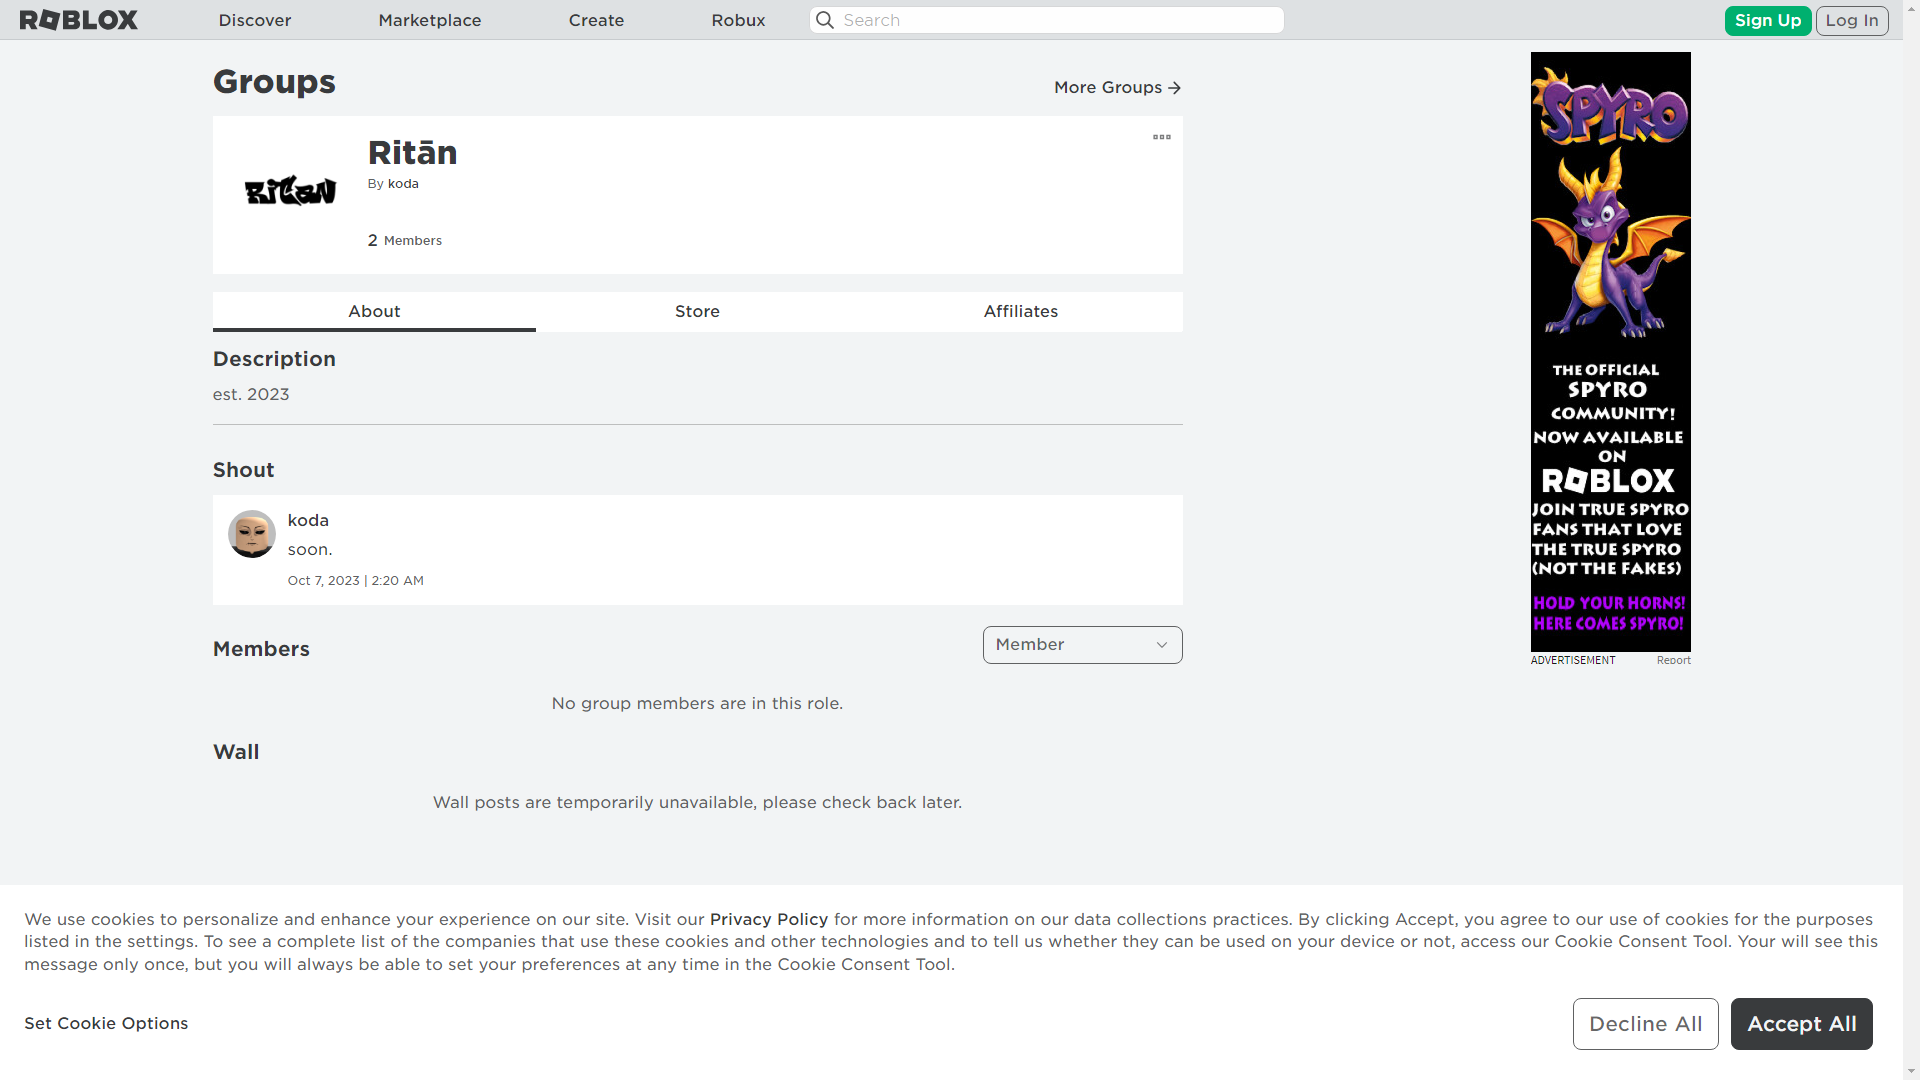 ROBLOX
Discover
Marketplace
Create
Robux
Search
Sign Up
Log In
Groups
More Groups
Ritan
Ritān
By koda
2 Members
About
Store
Affiliates
Description
est. 2023
Shout
koda
soon.
Oct 7, 2023 | 2:20 AM
Members
Member
No group members are in this role.
Wall
Wall posts are temporarily unavailable, please check back later.
SPYRO
THE OFFICIAL
SPYRO
COMMUNITY!
NOW AVAILABLE
ON
ROBLOX
JOIN TRUE SPYRO
FANS THAT LOVE
THE TRUE SPYRO
(NOT THE FAKES)
HOLD YOUR HORNS!
HERE COMES SPYRO!
ADVERTISEMENT
Report
We use cookies to personalize and enhance your experience on our site. Visit our Privacy Policy for more information on our data collections practices. By clicking Accept, you agree to our use of cookies for the purposes
listed in the settings. To see a complete list of the companies that use these cookies and other technologies and to tell us whether they can be used on your device or not, access our Cookie Consent Tool. Your will see this
message only once, but you will always be able to set your preferences at any time in the Cookie Consent Tool.
Set Cookie Options
Decline All
Accept All